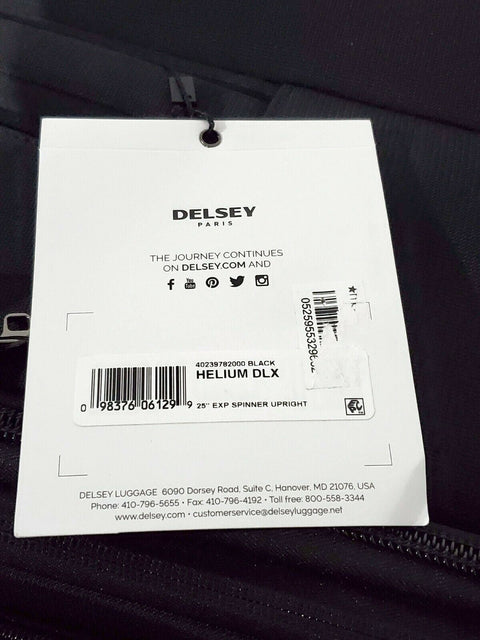 DELSEY
PARIS
THE JOURNEY CONTINUES
ON DELSEY.COM AND
40239782000 BLACK
HELIUM DLX
0 98376 06129 9
25" EXP SPINNER UPRIGHT
DELSEY LUGGAGE 6090 Dorsey Road, Suite C, Hanover, MD 21076, USA
Phone: 410-796-5655 • Fax: 410-796-4192 • Toll free: 800-558-3344
www.delsey.com • customerservice@delseyluggage.net